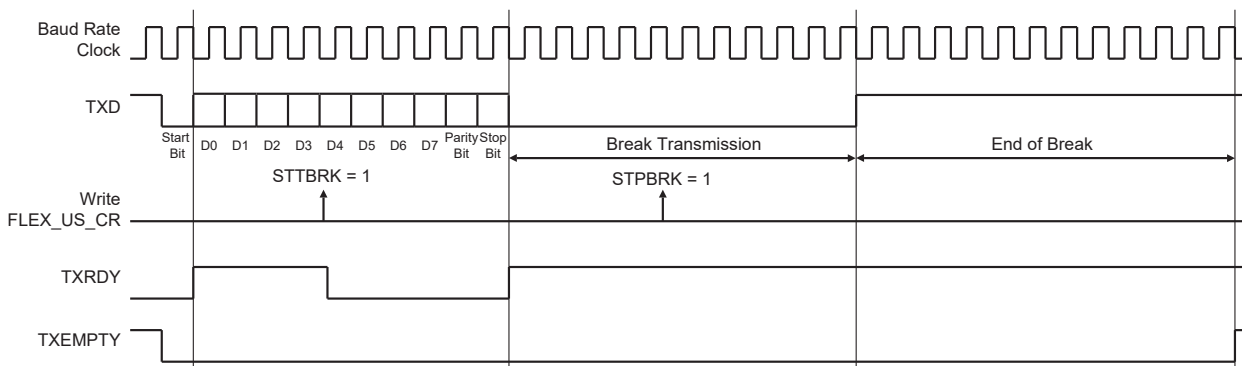 Baud Rate
Clock
TXD
Start
Bit
D0 D1 D2 D3 D4 D5 D6 D7
Parity
Bit
Stop
Bit
Break Transmission
End of Break
STTBRK = 1
STPBRK = 1
Write
FLEX_US_CR
TXRDY
TXEMPTY